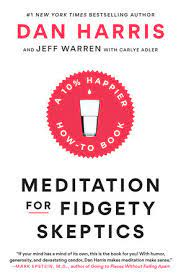 #1 NEW YORK TIMES BESTSELLING AUTHOR
DAN HARRIS
AND JEFF WARREN WITH CARLYE ADLER
A 10% HAPPIER
HOW-TO BOOK
MEDITATION
FOR FIDGETY
SKEPTICS
"If your mind has a mind of its own, this is the book for you! With humor,
generosity, and devastating candor, Dan Harris makes meditation make sense."
—MARK EPSTEIN, M.D., author of Going to Pieces Without Falling Apart